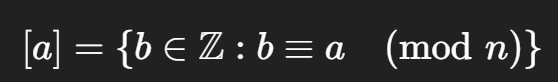 [a] = {b ∈ ℤ : b ≡ a (mod n)}